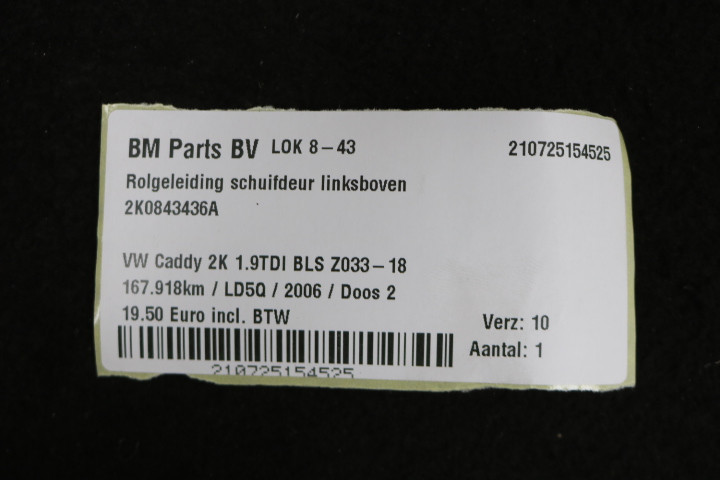 BM Parts BV LOK 8-43 210725154525
Rolgeleiding schuifdeur linksboven
2K0843436A
VW Caddy 2K 1.9TDI BLS Z033-18
167.918km / LD5Q / 2006 / Doos 2
19.50 Euro incl. BTW
Verz: 10
Aantal: 1
210725154525